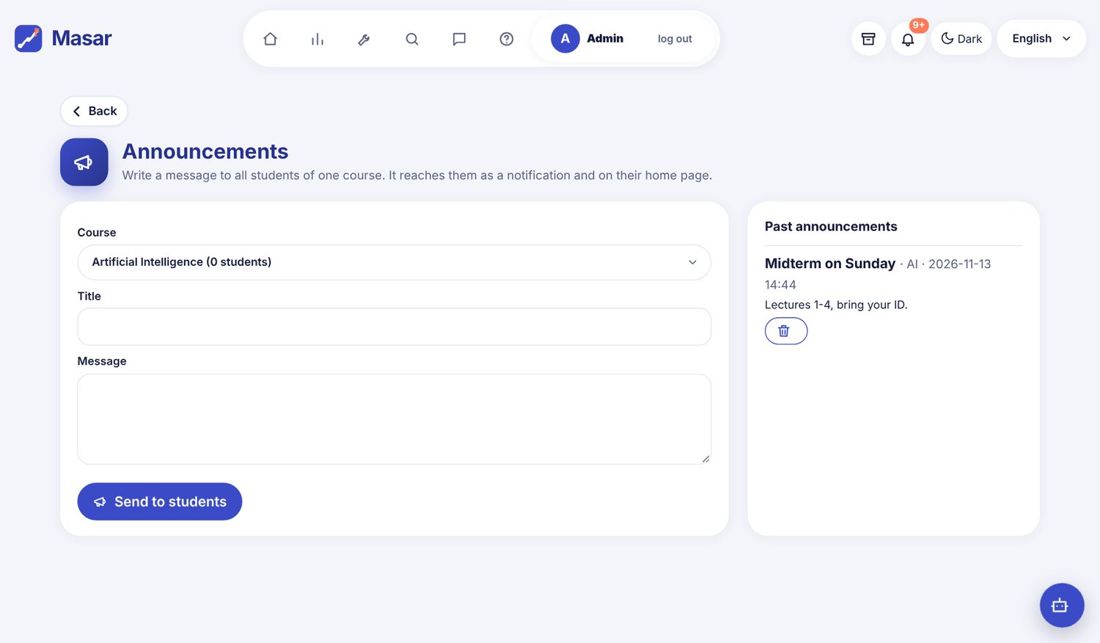 Masar
A Admin log out
9+
Dark
English
Back
Announcements
Write a message to all students of one course. It reaches them as a notification and on their home page.
Course
Artificial Intelligence (0 students)
Title
Message
Send to students
Past announcements
Midterm on Sunday · AI · 2026-11-13
14:44
Lectures 1-4, bring your ID.